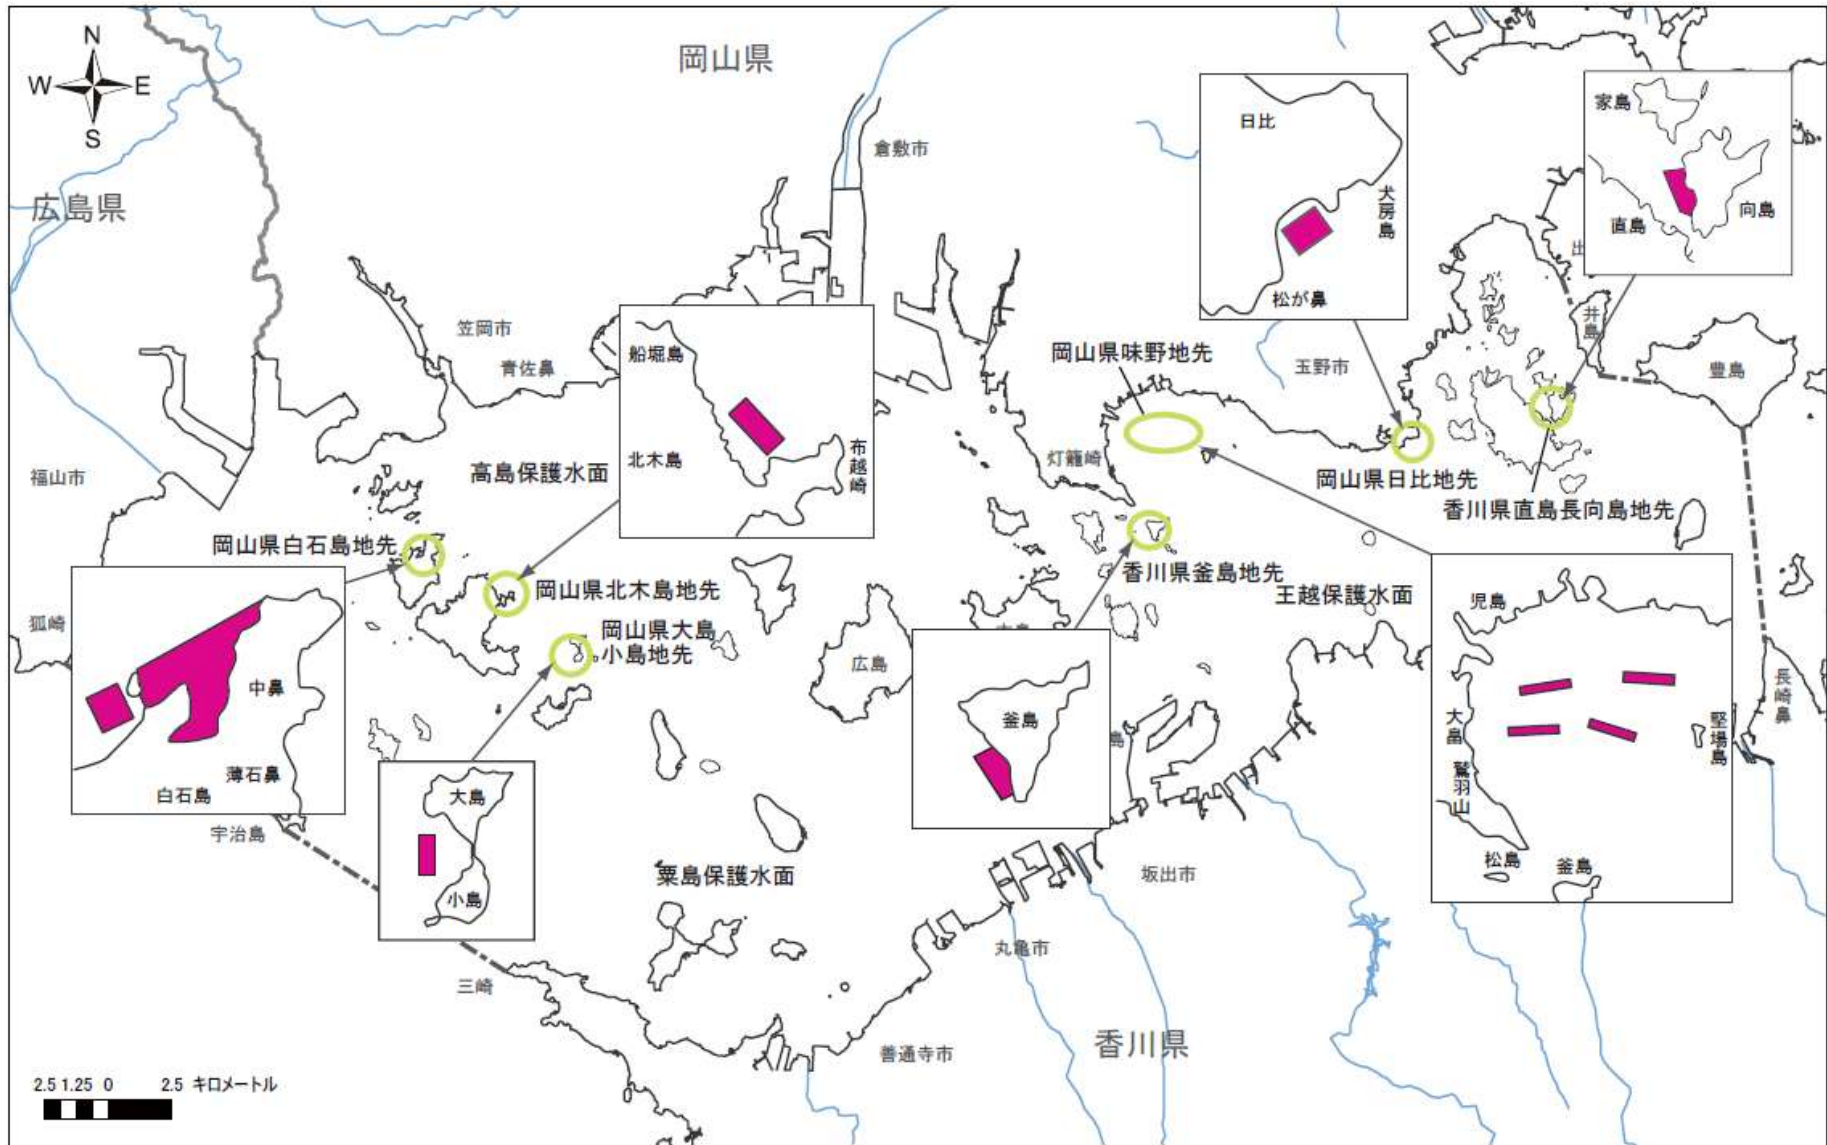 N
W E
S
岡山県
広島県
倉敷市
日比
犬房島
松が鼻
家島
向島
直島
出
井島
豊島
笠岡市
青佐鼻
船堀島
北木島
布越崎
岡山県味野地先
玉野市
福山市
高島保護水面
灯籠崎
岡山県日比地先
香川県直島長向島地先
岡山県白石島地先
香川県釜島地先
岡山県北木島地先
王越保護水面
児島
狐崎
岡山県大島
小島地先
広島
中鼻
薄石鼻
白石島
釜島
島
大畠
鷲羽山
竪場島
長崎鼻
松島
釜島
宇治島
大島
小島
粟島保護水面
坂出市
丸亀市
三崎
善通寺市
香川県
2.5 1.25 0 2.5 キロメートル